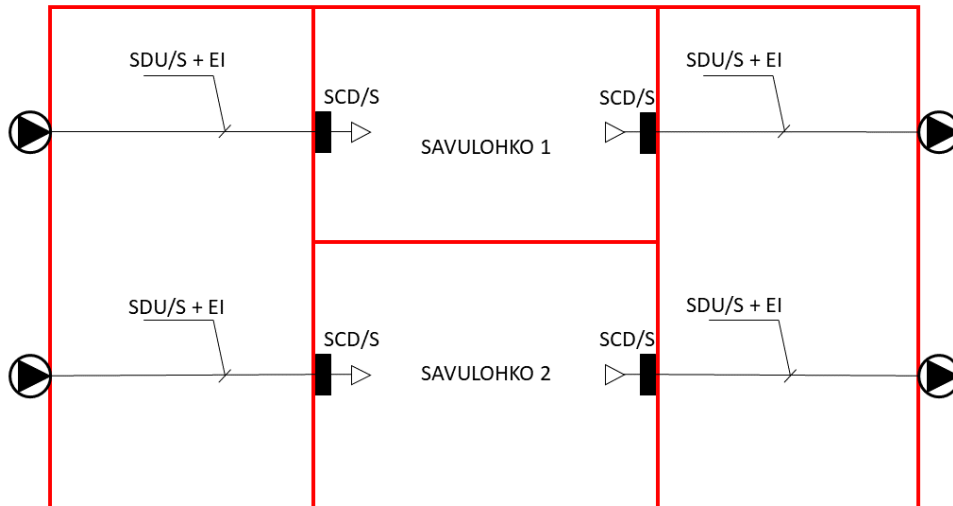 SDU/S + EI
SDU/S + EI
SCD/S
SCD/S
SAVULOHKO 1
SDU/S + EI
SDU/S + EI
SCD/S
SCD/S
SAVULOHKO 2